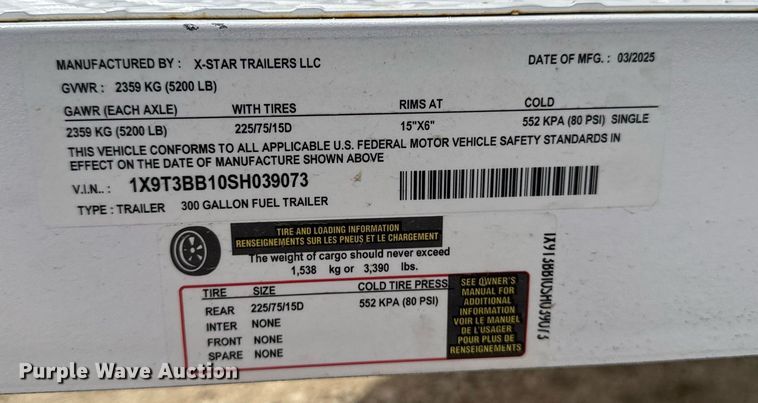 MANUFACTURED BY : X-STAR TRAILERS LLC DATE OF MFG. : 03/2025
GVWR : 2359 KG (5200 LB)
GAWR (EACH AXLE) WITH TIRES RIMS AT COLD
2359 KG (5200 LB) 225/75/15D 15"X6" 552 KPA (80 PSI) SINGLE
THIS VEHICLE CONFORMS TO ALL APPLICABLE U.S. FEDERAL MOTOR VEHICLE SAFETY STANDARDS IN
EFFECT ON THE DATE OF MANUFACTURE SHOWN ABOVE
V.I.N.. : 1X9T3BB10SH039073
TYPE : TRAILER 300 GALLON FUEL TRAILER
TIRE AND LOADING INFORMATION
RENSEIGNEMENTS SUR LES PNEUS ET LE CHARGEMENT
The weight of cargo should never exceed
1,538 kg or 3,390 lbs.
TIRE SIZE COLD TIRE PRESS
REAR 225/75/15D 552 KPA (80 PSI)
INTER NONE
FRONT NONE
SPARE NONE
SEE OWNER'S
MANUAL FOR
ADDITIONAL
INFORMATION
VOIR LE MANUEL
DE L'USAGER
POUR PLUS DE
RENSEIGNEMENTS
Purple Wave Auction